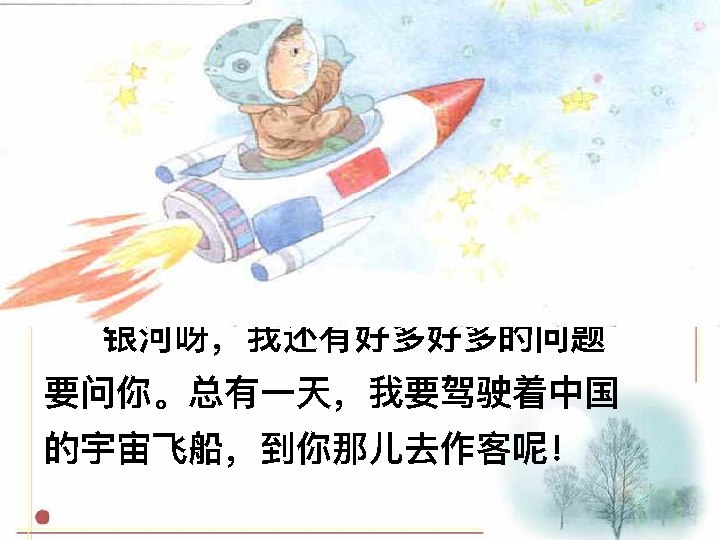 银河呀，我还有好多好多的问题
要问你。总有一天，我要驾驶着中国
的宇宙飞船，到你那儿去作客呢！